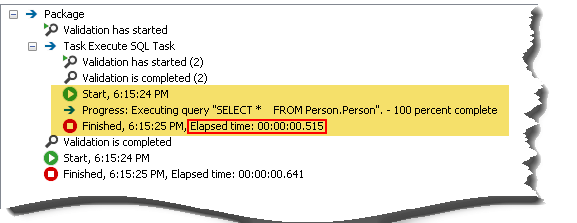 Package
Validation has started
Task Execute SQL Task
Validation has started (2)
Validation is completed (2)
Start, 6:15:24 PM
Progress: Executing query "SELECT *    FROM Person.Person". - 100 percent complete
Finished, 6:15:25 PM, Elapsed time: 00:00:00.515
Validation is completed
Start, 6:15:24 PM
Finished, 6:15:25 PM, Elapsed time: 00:00:00.641